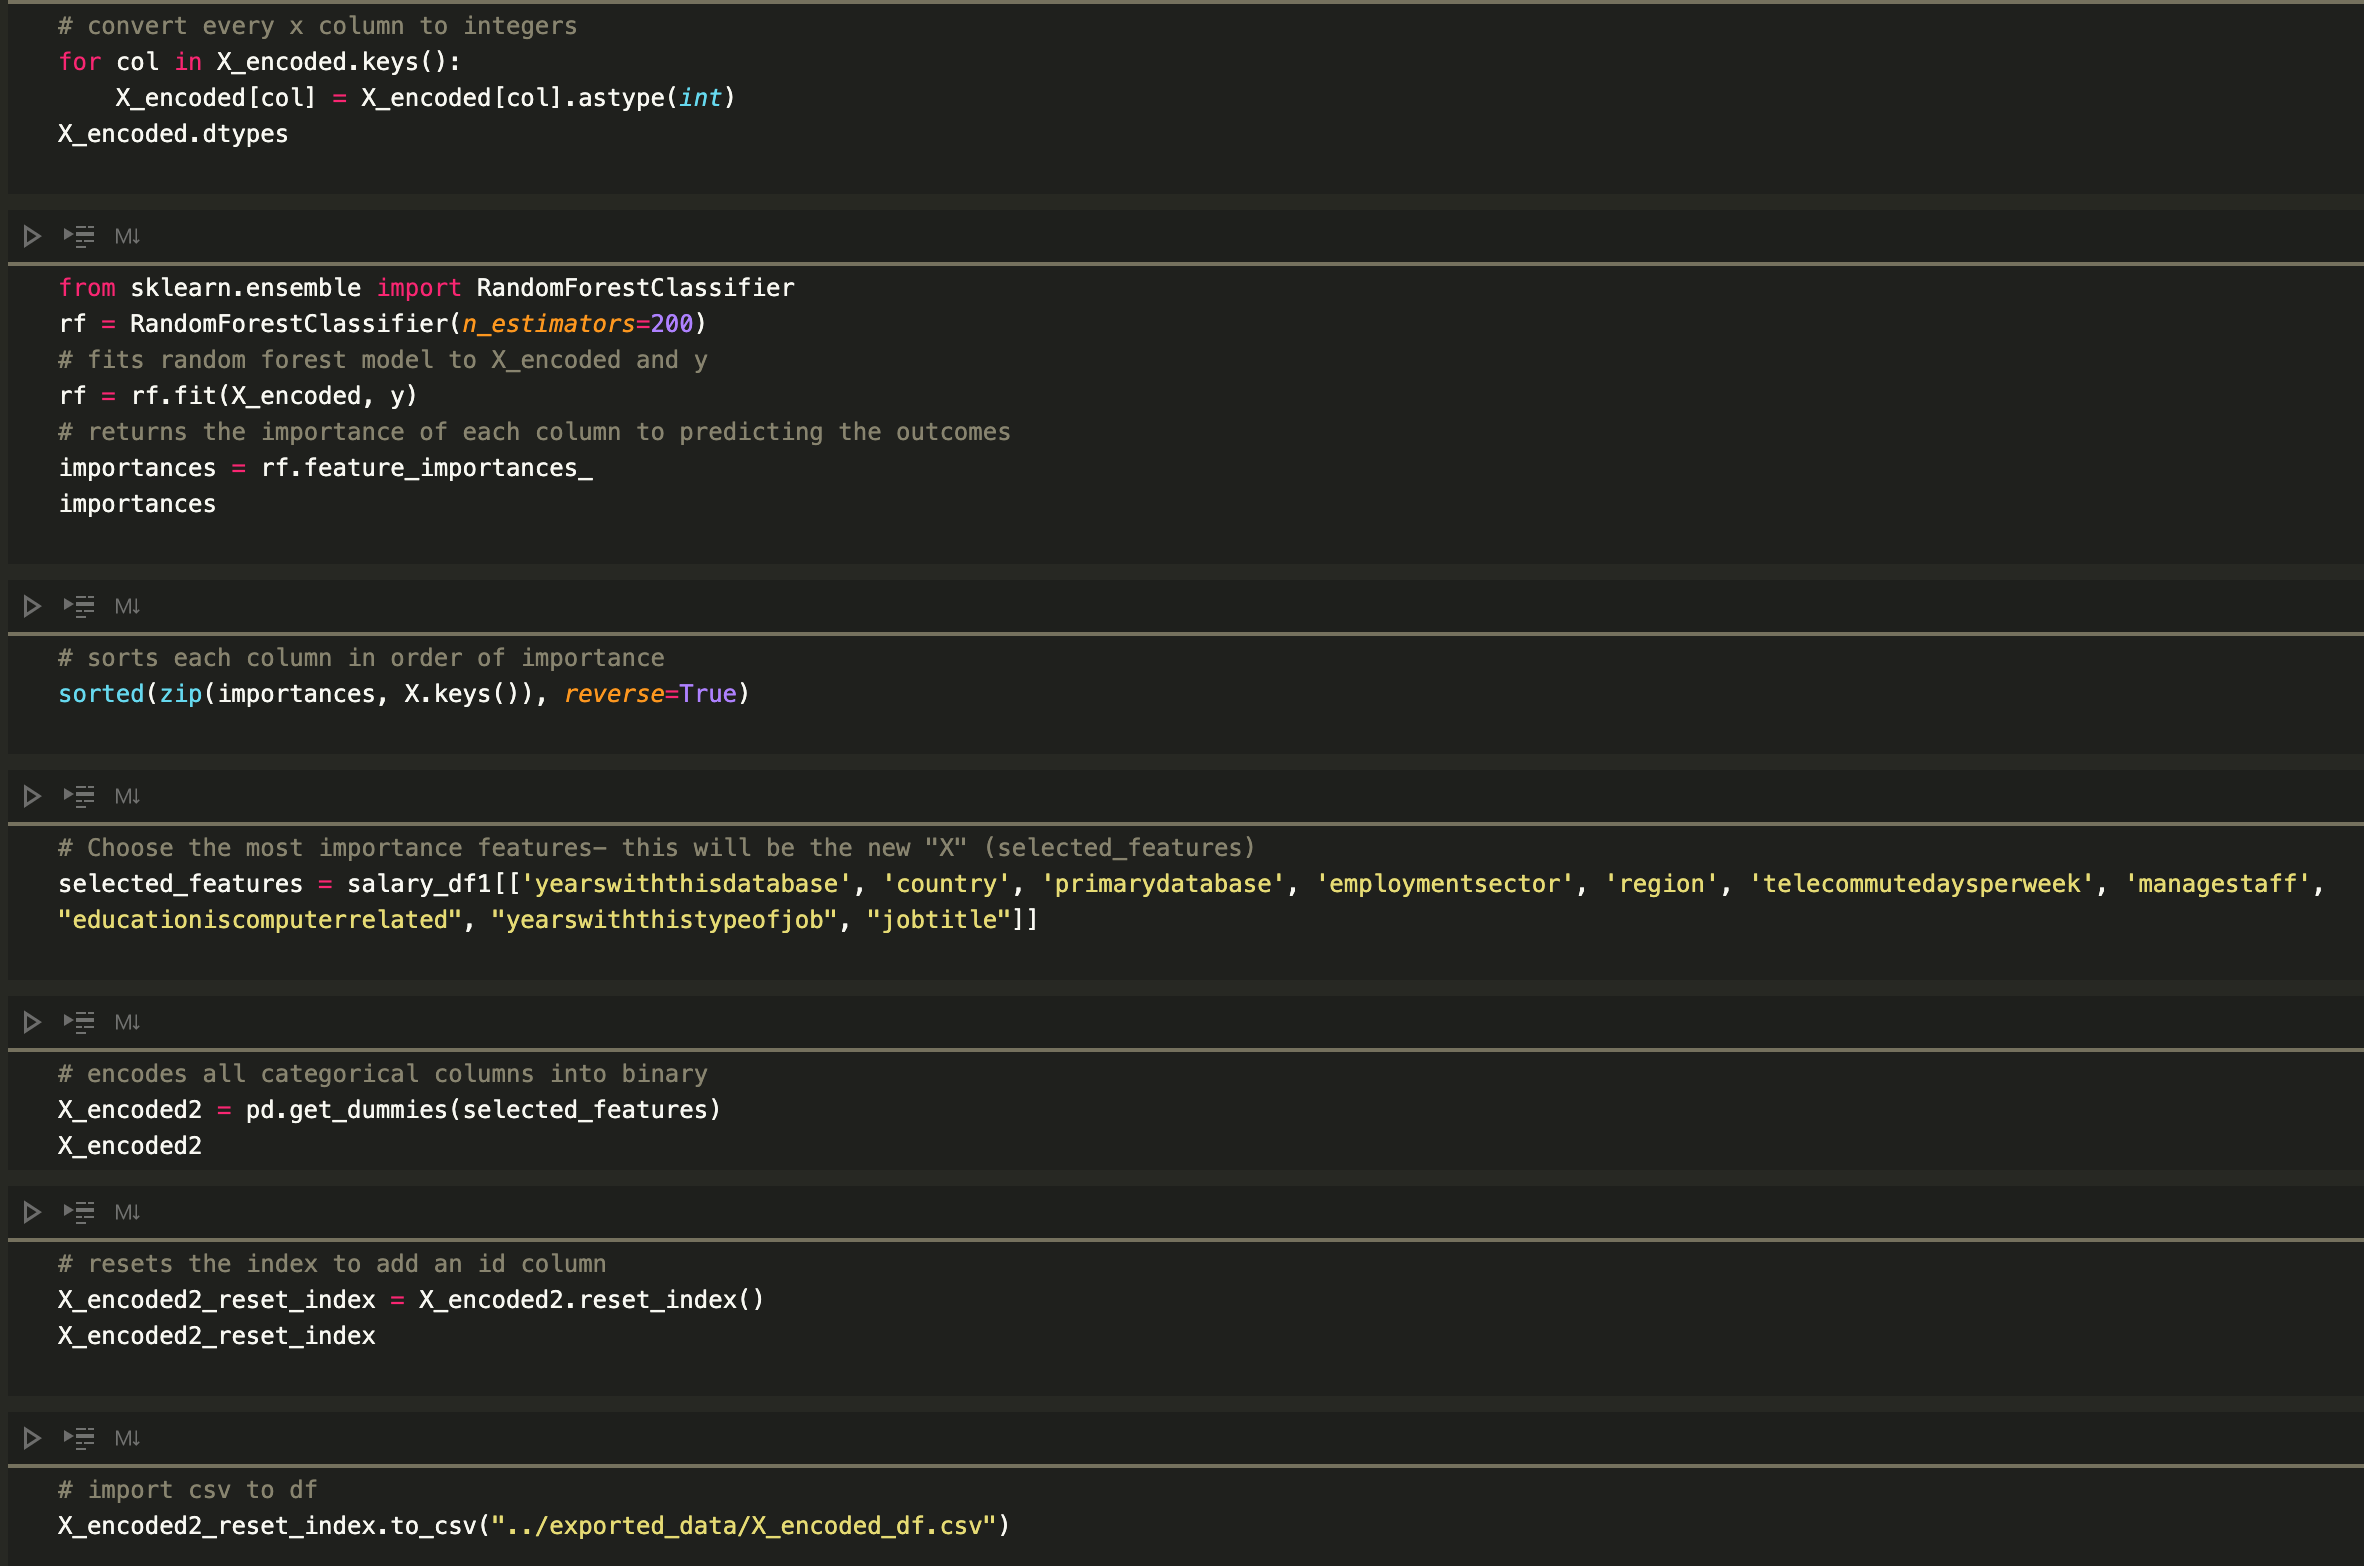 # convert every x column to integers
for col in X_encoded.keys():
    X_encoded[col] = X_encoded[col].astype(int)
X_encoded.dtypes
M↓
from sklearn.ensemble import RandomForestClassifier
rf = RandomForestClassifier(n_estimators=200)
# fits random forest model to X_encoded and y
rf = rf.fit(X_encoded, y)
# returns the importance of each column to predicting the outcomes
importances = rf.feature_importances_
importances
M↓
# sorts each column in order of importance
sorted(zip(importances, X.keys()), reverse=True)
M↓
# Choose the most importance features— this will be the new "X" (selected_features)
selected_features = salary_df1[['yearswiththisdatabase', 'country', 'primarydatabase', 'employmentsector', 'region', 'telecommutedaysperweek', 'managestaff',
"educationiscomputerrelated", "yearswiththistypeofjob", "jobtitle"]]
M↓
# encodes all categorical columns into binary
X_encoded2 = pd.get_dummies(selected_features)
X_encoded2
M↓
# resets the index to add an id column
X_encoded2_reset_index = X_encoded2.reset_index()
X_encoded2_reset_index
M↓
# import csv to df
X_encoded2_reset_index.to_csv("../exported_data/X_encoded_df.csv")